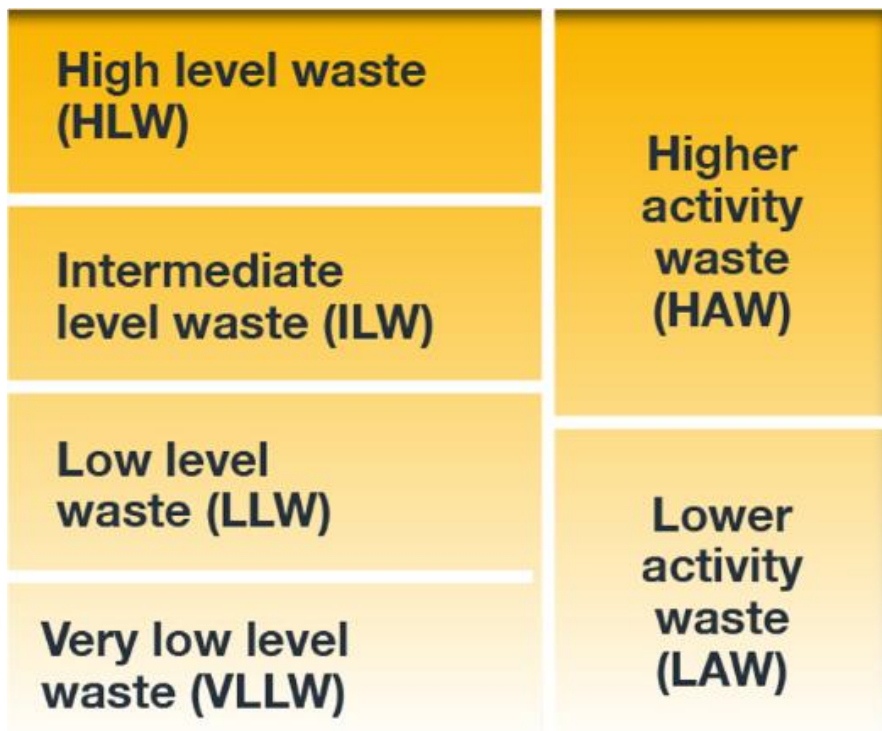 High level waste
(HLW)
Intermediate
level waste (ILW)
Low level
waste (LLW)
Very low level
waste (VLLW)
Higher
activity
waste
(HAW)
Lower
activity
waste
(LAW)